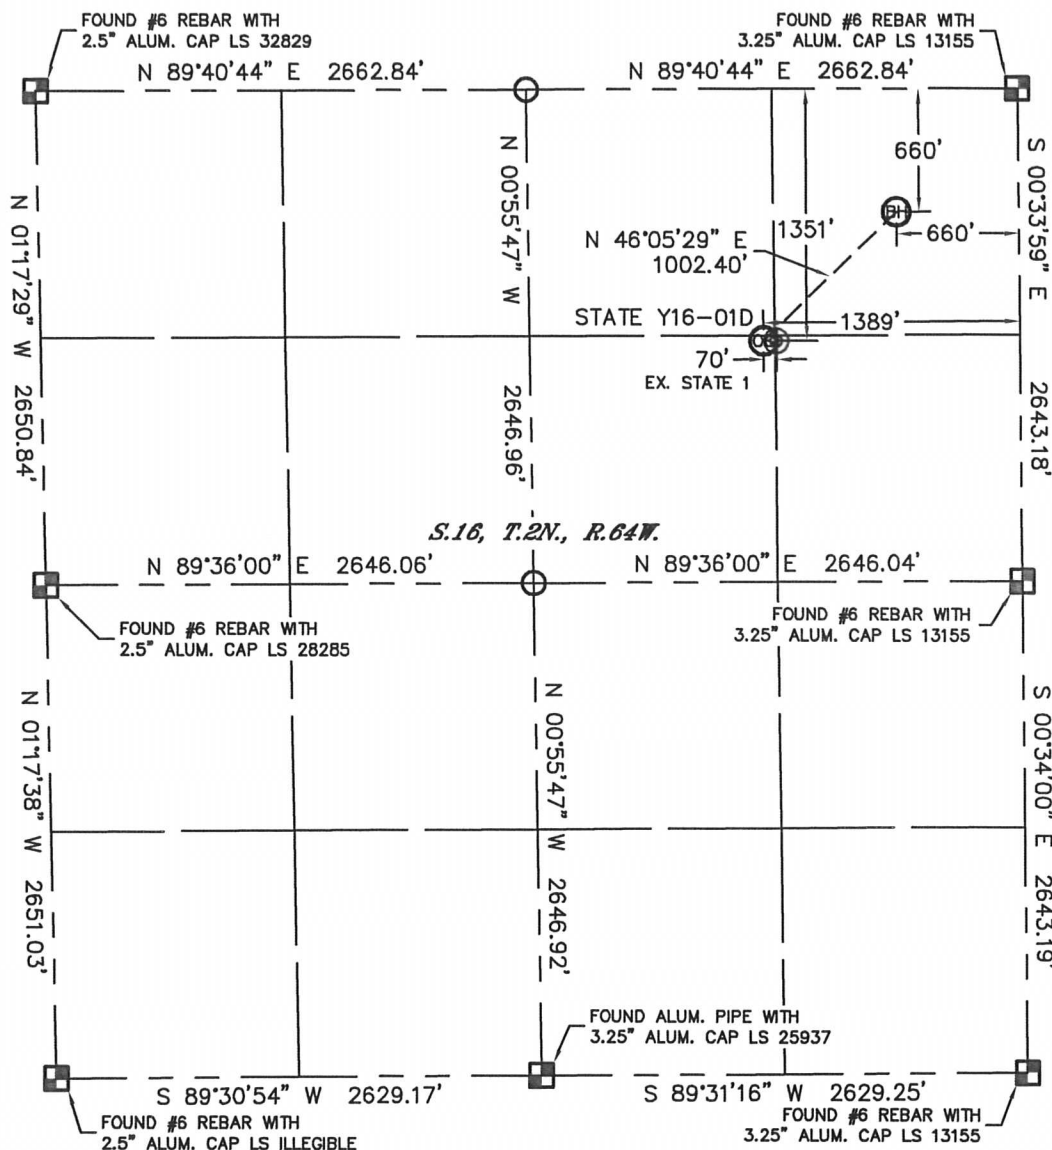 FOUND #6 REBAR WITH
2.5" ALUM. CAP LS 32829
FOUND #6 REBAR WITH
3.25" ALUM. CAP LS 13155
N 89°40'44" E 2662.84'
N 89°40'44" E 2662.84'
N 01°17'29" W 2650.84'
N 00°55'47" W 2646.96'
S 00°33'59" E 2643.18'
660'
BH
660'
1351'
N 46°05'29" E
1002.40'
STATE Y16-01D
1389'
70'
EX. STATE 1
S.16, T.2N., R.64W.
N 89°36'00" E 2646.06'
N 89°36'00" E 2646.04'
FOUND #6 REBAR WITH
2.5" ALUM. CAP LS 28285
FOUND #6 REBAR WITH
3.25" ALUM. CAP LS 13155
N 01°17'38" W 2651.03'
N 00°55'47" W 2646.92'
S 00°34'00" E 2643.19'
FOUND ALUM. PIPE WITH
3.25" ALUM. CAP LS 25937
S 89°30'54" W 2629.17'
S 89°31'16" W 2629.25'
FOUND #6 REBAR WITH
2.5" ALUM. CAP LS ILLEGIBLE
FOUND #6 REBAR WITH
3.25" ALUM. CAP LS 13155